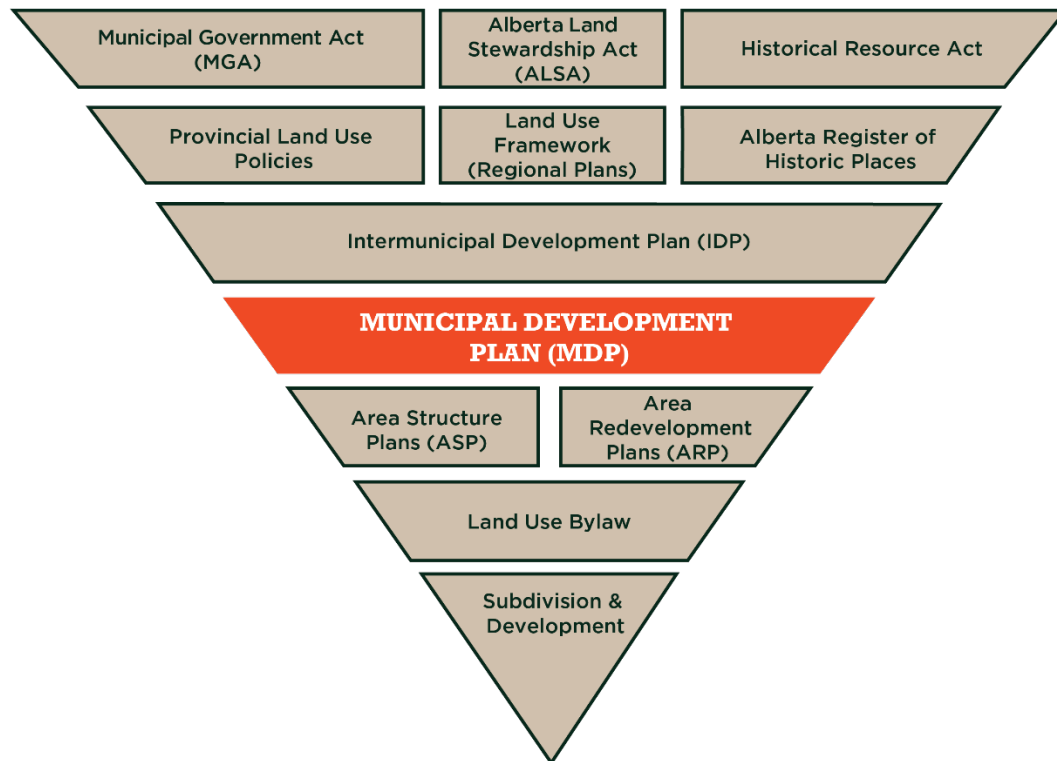 Municipal Government Act
(MGA)
Alberta Land
Stewardship Act
(ALSA)
Historical Resource Act
Provincial Land Use
Policies
Land Use
Framework
(Regional Plans)
Alberta Register of
Historic Places
Intermunicipal Development Plan (IDP)
MUNICIPAL DEVELOPMENT
PLAN (MDP)
Area Structure
Plans (ASP)
Area
Redevelopment
Plans (ARP)
Land Use Bylaw
Subdivision &
Development